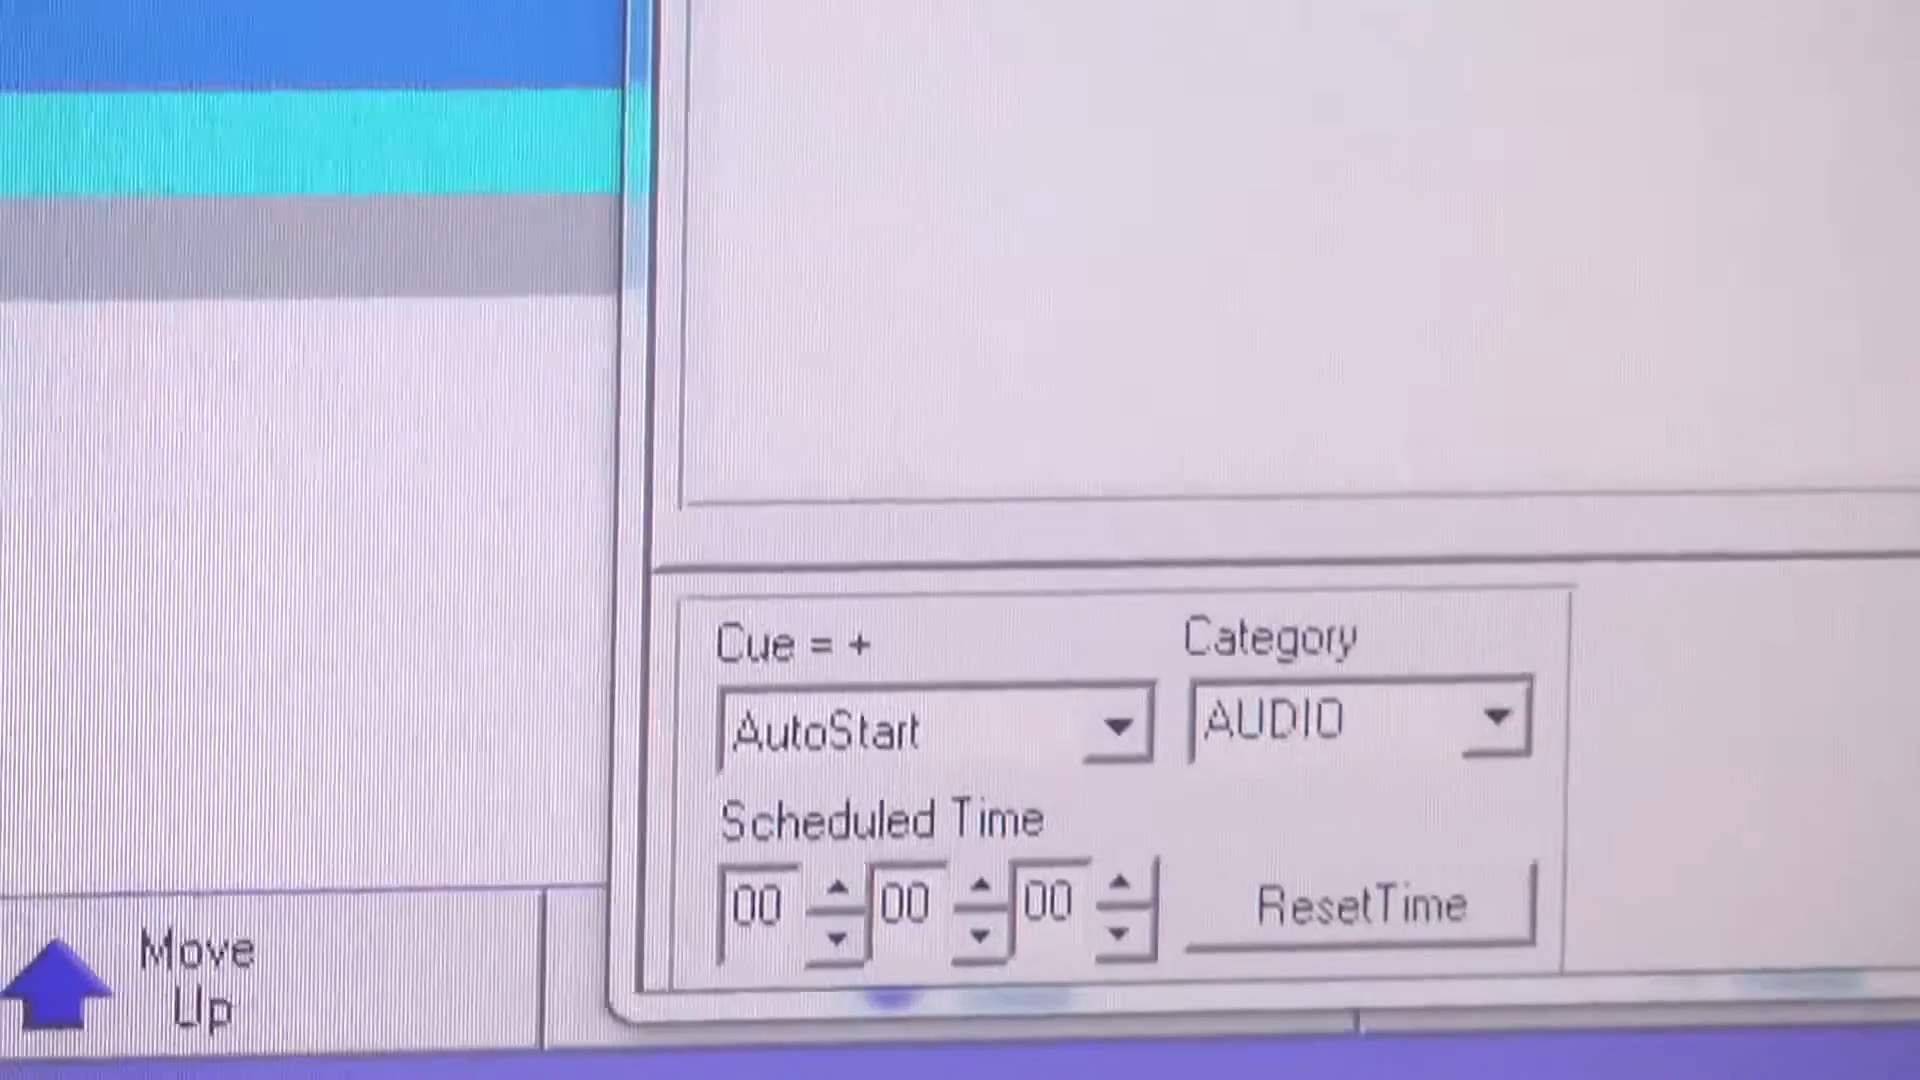 Cue = +
Category
AutoStart
AUDIO
Scheduled Time
00 00 00
ResetTime
Move
Up